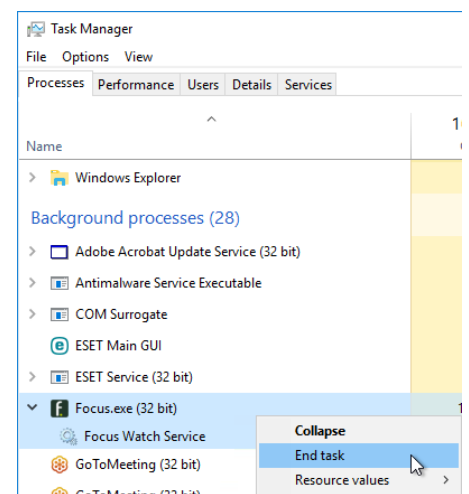 Task Manager
File Options View
Processes Performance Users Details Services
Name
Windows Explorer
Background processes (28)
Adobe Acrobat Update Service (32 bit)
Antimalware Service Executable
COM Surrogate
ESET Main GUI
ESET Service (32 bit)
Focus.exe (32 bit)
Focus Watch Service
Collapse
End task
Resource values
GoToMeeting (32 bit)